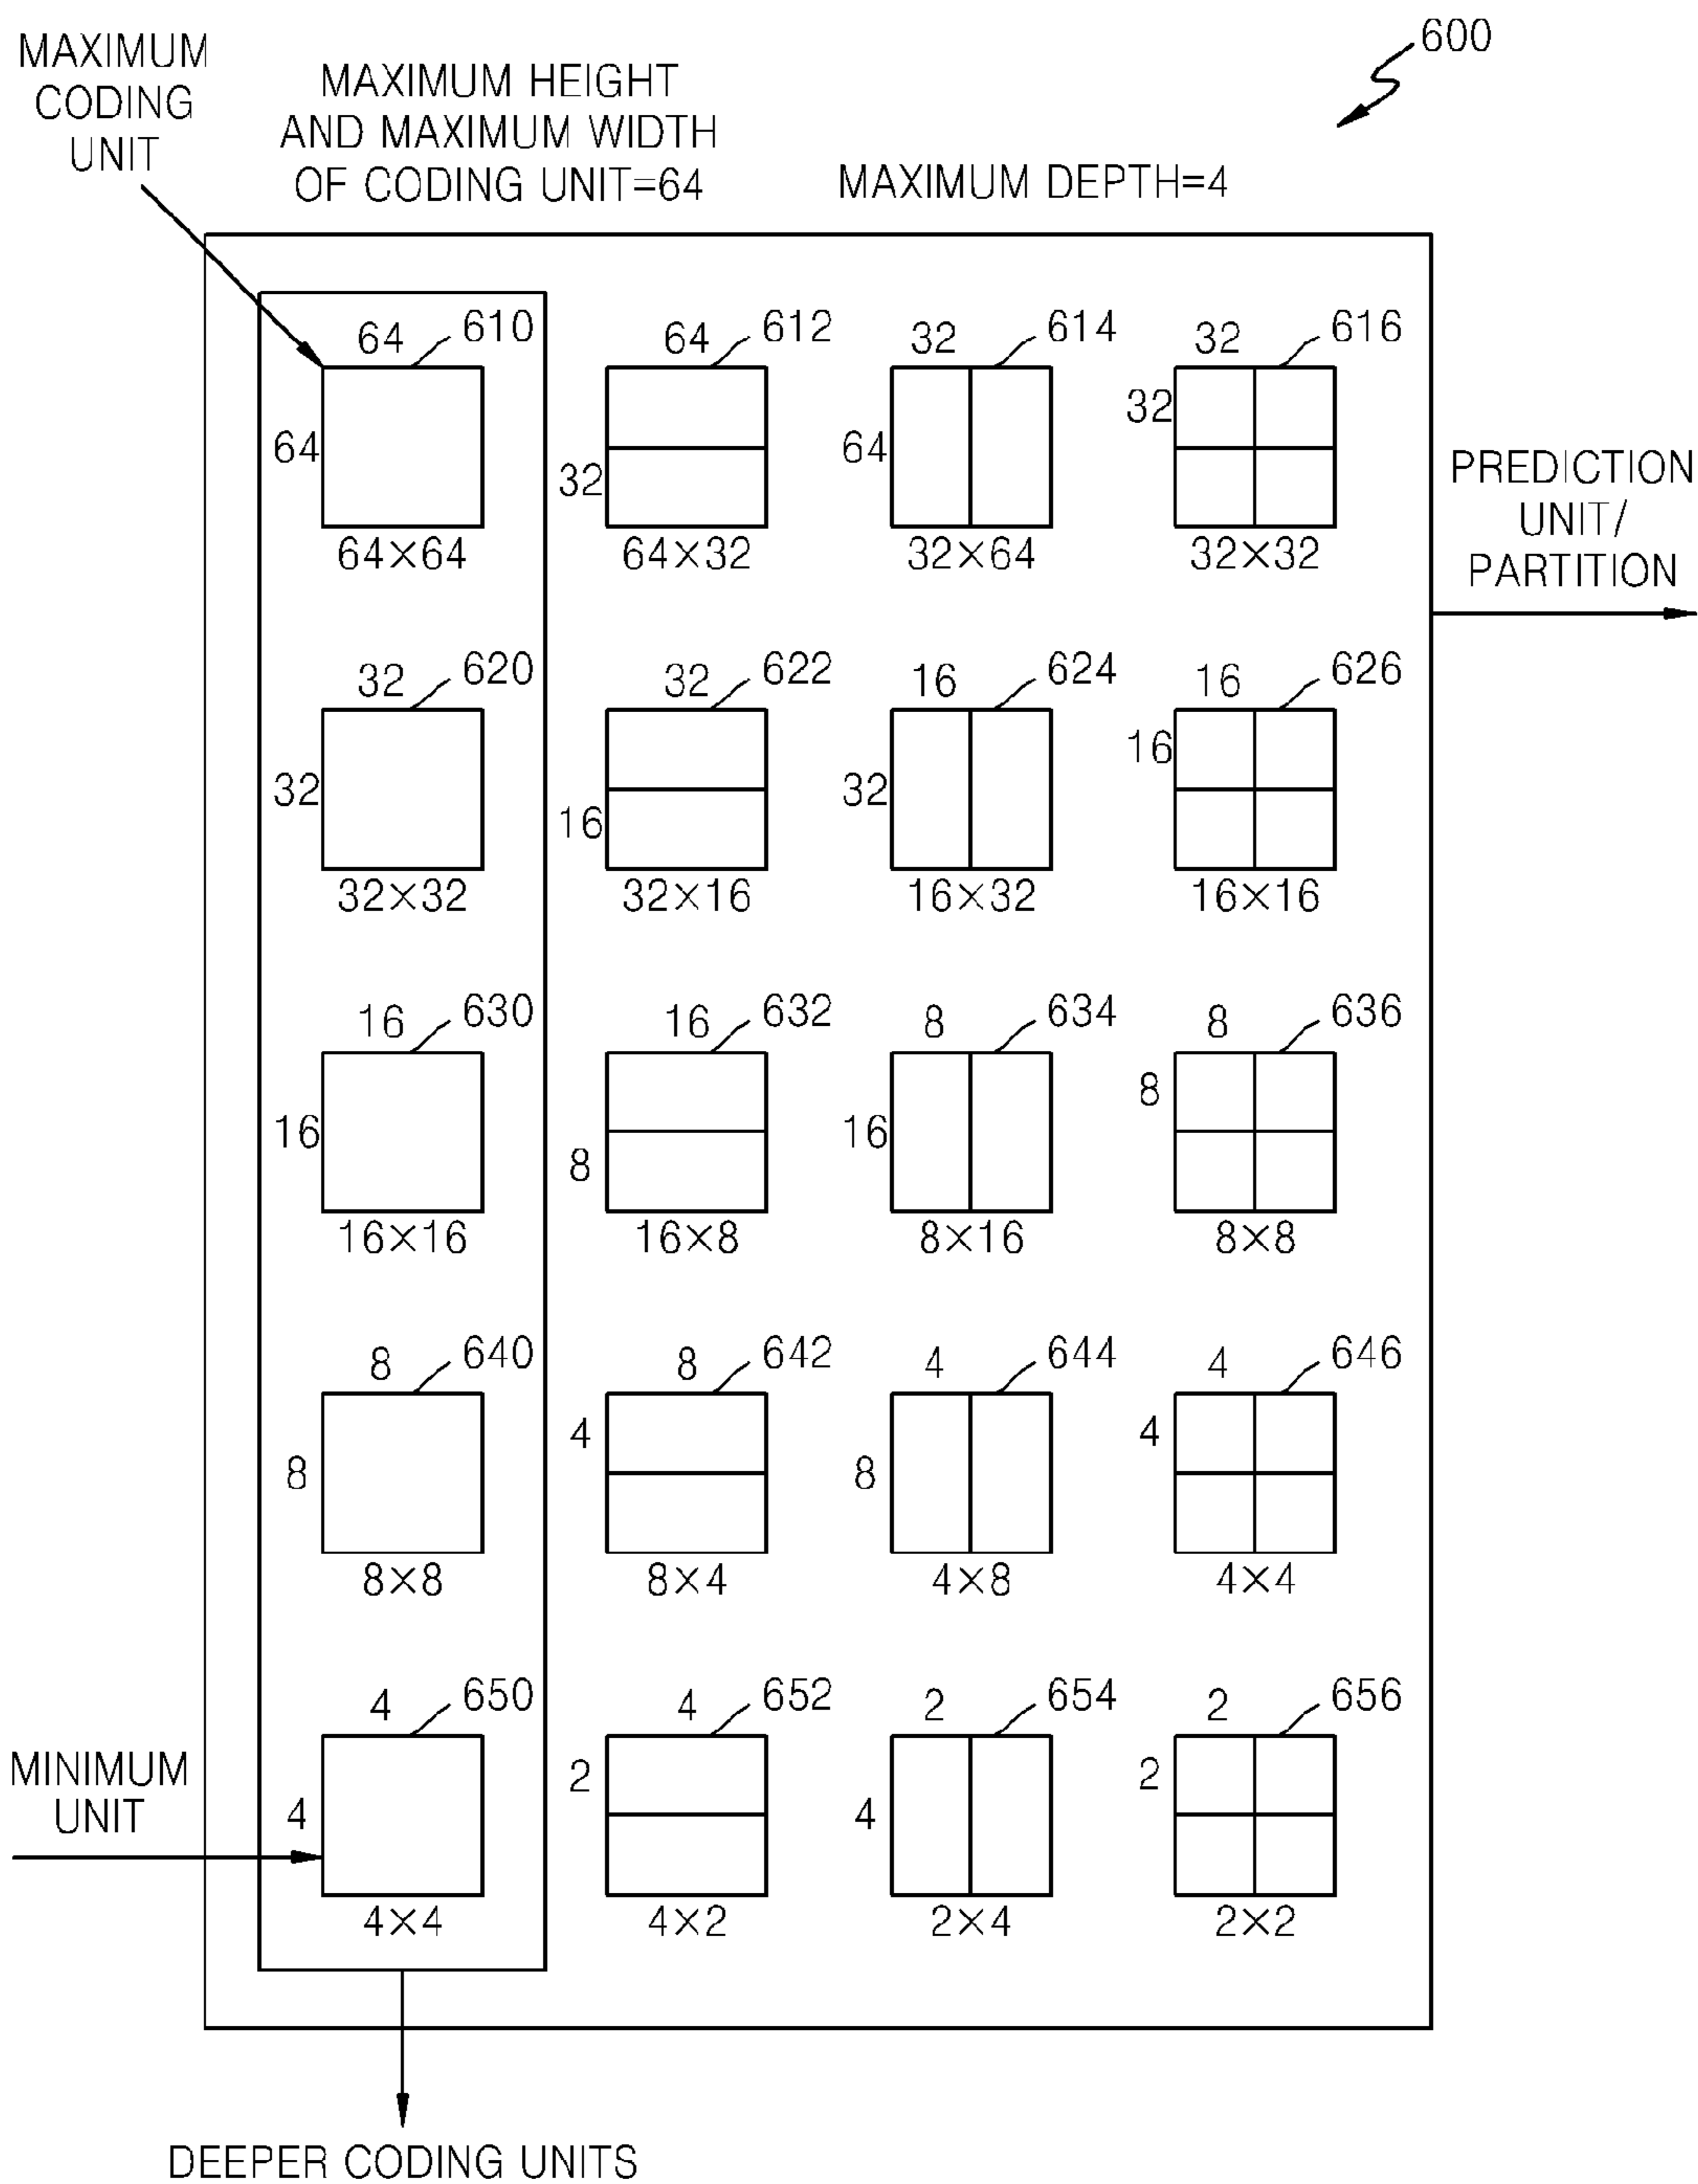 600
MAXIMUM
CODING
UNIT
MAXIMUM HEIGHT
AND MAXIMUM WIDTH
OF CODING UNIT=64
MAXIMUM DEPTH=4
64 610 64 612 32 614 32 616
64 32 64 32
64×64 64×32 32×64 32×32
PREDICTION
UNIT/
PARTITION
32 620 32 622 16 624 16 626
32 16 32 16
32×32 32×16 16×32 16×16
16 630 16 632 8 634 8 636
16 8 16 8
16×16 16×8 8×16 8×8
8 640 8 642 4 644 4 646
8 4 8 4
8×8 8×4 4×8 4×4
4 650 4 652 2 654 2 656
4 2 4 2
4×4 4×2 2×4 2×2
MINIMUM
UNIT
DEEPER CODING UNITS